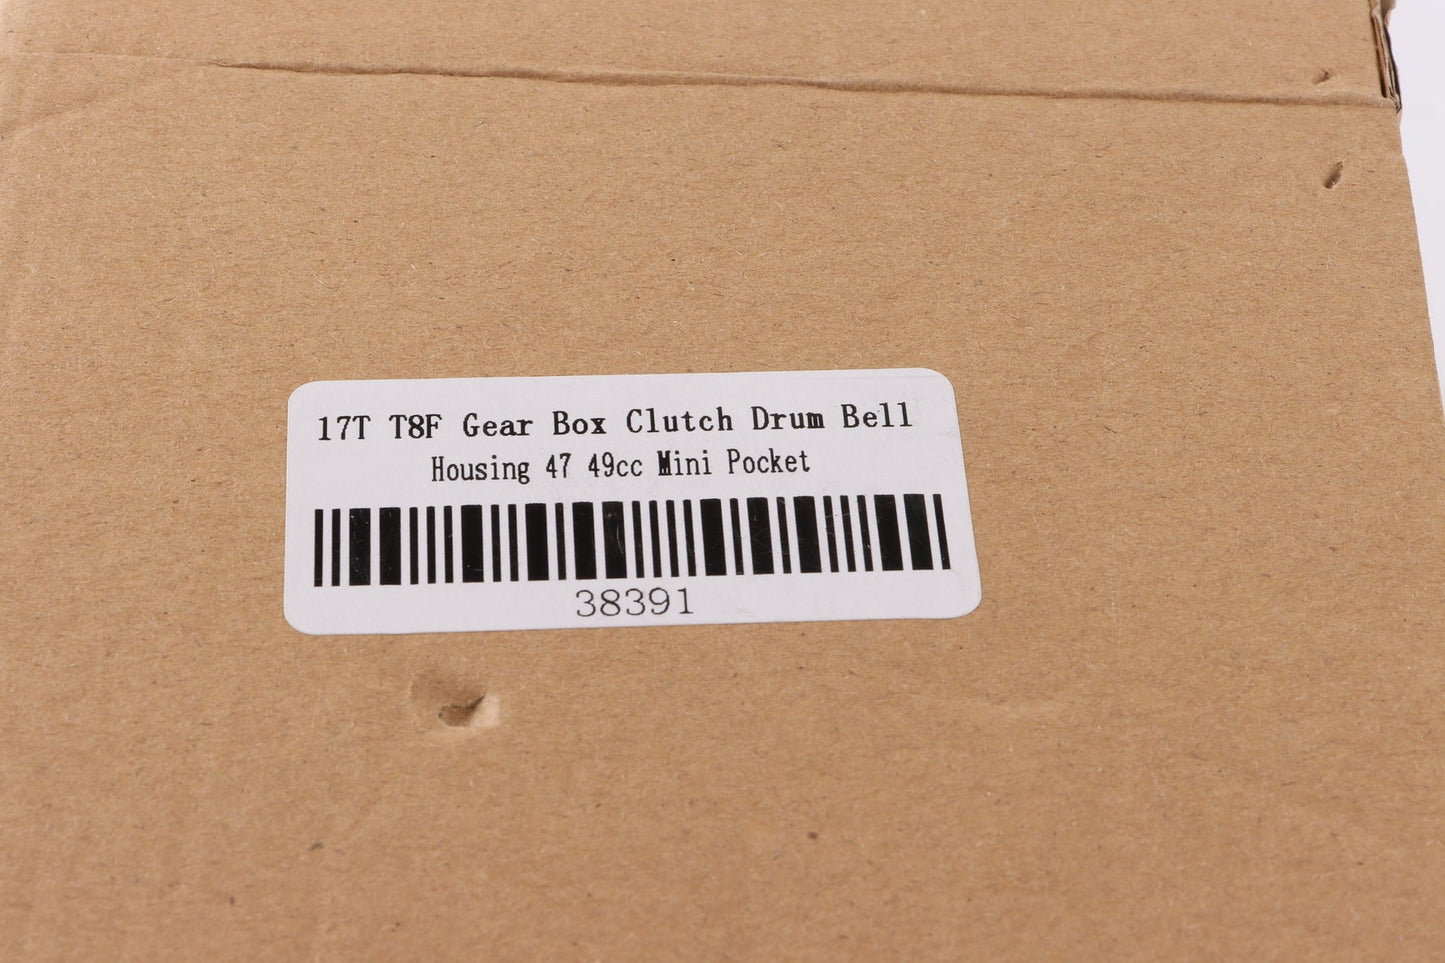 17T T8F Gear Box Clutch Drum Bell
Housing 47 49cc Mini Pocket
38391